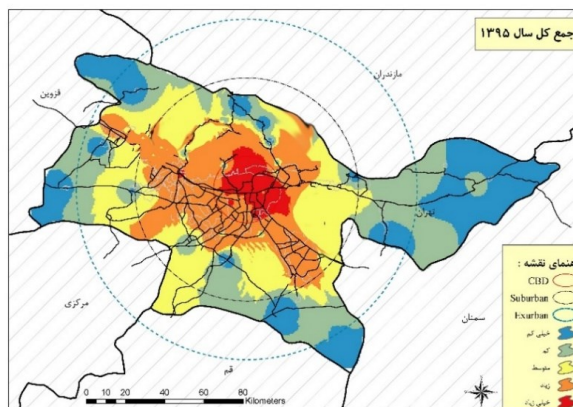 جمع کل سال ۱۳۹۵
مازندران
قزوین
تهران
سمنان
مرکزی
قم
هنمای نقشه :
CBD
Suburban
Exurban
خیلی کم
کم
متوسط
زیاد
خیلی زیاد
0 10 20 40 60 80
Kilometers